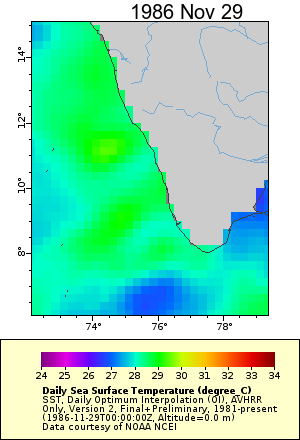 1986 Nov 29
14°
12°
10°
8°
74°
76°
78°
24 25 26 27 28 29 30 31 32 33 34
Daily Sea Surface Temperature (degree_C)
SST, Daily Optimum Interpolation (OI), AVHRR
Only, Version 2, Final+Preliminary, 1981-present
(1986-11-29T00:00:00Z, Altitude=0.0 m)
Data courtesy of NOAA NCEI